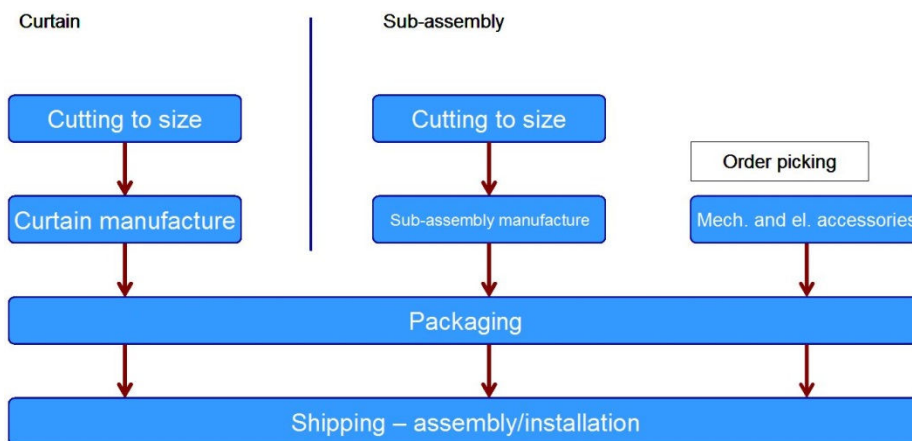 Curtain
Sub-assembly
Cutting to size
Cutting to size
Order picking
Curtain manufacture
Sub-assembly manufacture
Mech. and el. accessories
Packaging
Shipping – assembly/installation